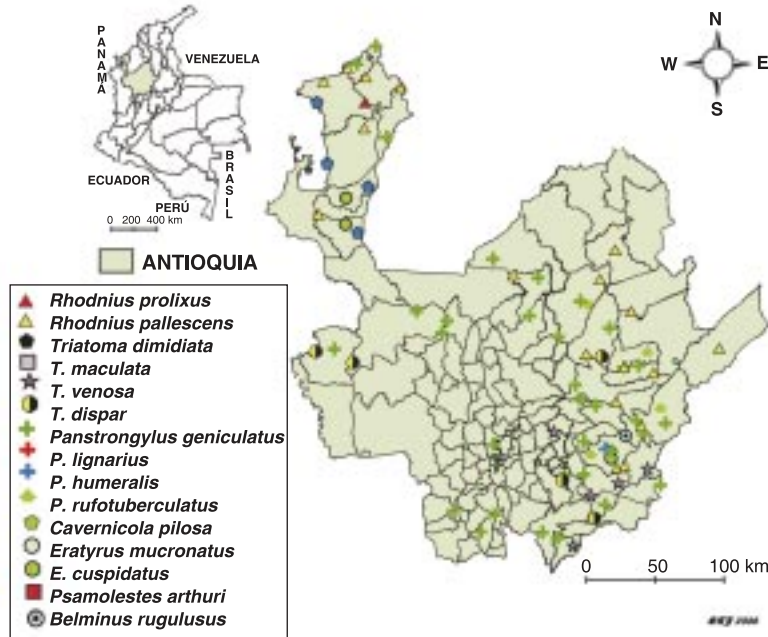 N
W E
S
PANAMÁ
VENEZUELA
ECUADOR
BRASIL
PERÚ
0 200 400 km
ANTIOQUIA
Rhodnius prolixus
Rhodnius pallescens
Triatoma dimidiata
T. maculata
T. venosa
T. dispar
Panstrongylus geniculatus
P. lignarius
P. humeralis
P. rufotuberculatus
Cavernicola pilosa
Eratyrus mucronatus
E. cuspidatus
Psamolestes arthuri
Belminus rugulusus
0 50 100 km